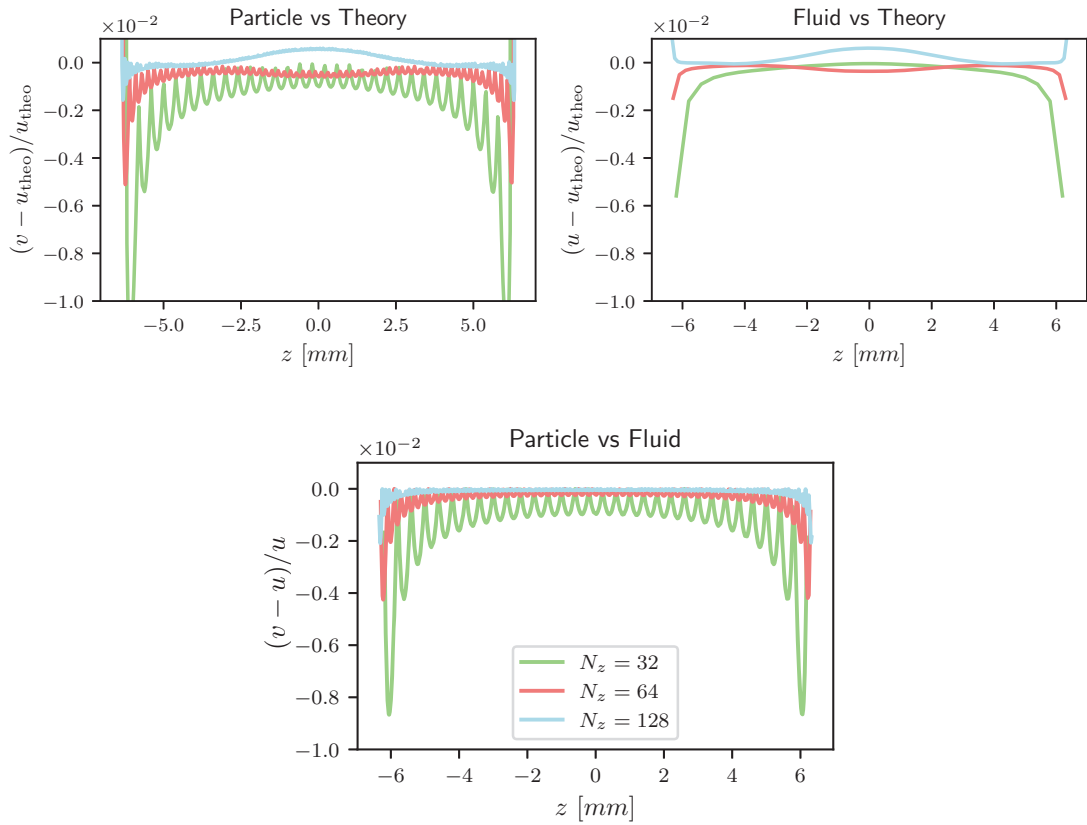 Particle vs Theory
×10⁻²
0.0
−0.2
−0.4
−0.6
−0.8
−1.0
(v − u_theo)/u_theo
−5.0 −2.5 0.0 2.5 5.0
z [mm]
Fluid vs Theory
×10⁻²
0.0
−0.2
−0.4
−0.6
−0.8
−1.0
(u − u_theo)/u_theo
−6 −4 −2 0 2 4 6
z [mm]
Particle vs Fluid
×10⁻²
0.0
−0.2
−0.4
−0.6
−0.8
−1.0
(v − u)/u
N_z = 32
N_z = 64
N_z = 128
−6 −4 −2 0 2 4 6
z [mm]